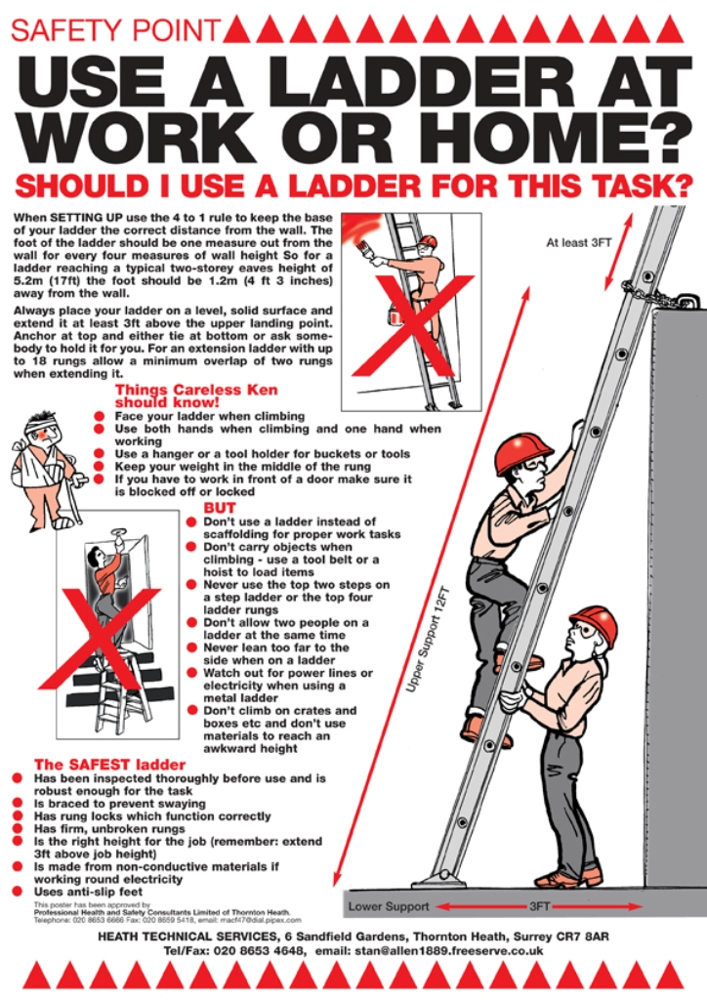 SAFETY POINT
USE A LADDER AT
WORK OR HOME?
SHOULD I USE A LADDER FOR THIS TASK?
When SETTING UP use the 4 to 1 rule to keep the base
of your ladder the correct distance from the wall. The
foot of the ladder should be one measure out from the
wall for every four measures of wall height So for a
ladder reaching a typical two-storey eaves height of
5.2m (17ft) the foot should be 1.2m (4 ft 3 inches)
away from the wall.
Always place your ladder on a level, solid surface and
extend it at least 3ft above the upper landing point.
Anchor at top and either tie at bottom or ask some-
body to hold it for you. For an extension ladder with up
to 18 rungs allow a minimum overlap of two rungs
when extending it.
Things Careless Ken
should know!
Face your ladder when climbing
Use both hands when climbing and one hand when
working
Use a hanger or a tool holder for buckets or tools
Keep your weight in the middle of the rung
If you have to work in front of a door make sure it
is blocked off or locked
BUT
Don't use a ladder instead of
scaffolding for proper work tasks
Don't carry objects when
climbing - use a tool belt or a
hoist to load items
Never use the top two steps on
a step ladder or the top four
ladder rungs
Don't allow two people on a
ladder at the same time
Never lean too far to the
side when on a ladder
Watch out for power lines or
electricity when using a
metal ladder
Don't climb on crates and
boxes etc and don't use
materials to reach an
awkward height
The SAFEST ladder
Has been inspected thoroughly before use and is
robust enough for the task
Is braced to prevent swaying
Has rung locks which function correctly
Has firm, unbroken rungs
Is the right height for the job (remember: extend
3ft above job height)
Is made from non-conductive materials if
working round electricity
Uses anti-slip feet
This poster has been approved by
Professional Health and Safety Consultants Limited of Thornton Heath.
Telephone: 020 8653 6666 Fax: 020 8659 5418, email: macf47@dial.pipex.com
At least 3FT
Upper Support 12FT
Lower Support
3FT
HEATH TECHNICAL SERVICES, 6 Sandfield Gardens, Thornton Heath, Surrey CR7 8AR
Tel/Fax: 020 8653 4648, email: stan@allen1889.freeserve.co.uk